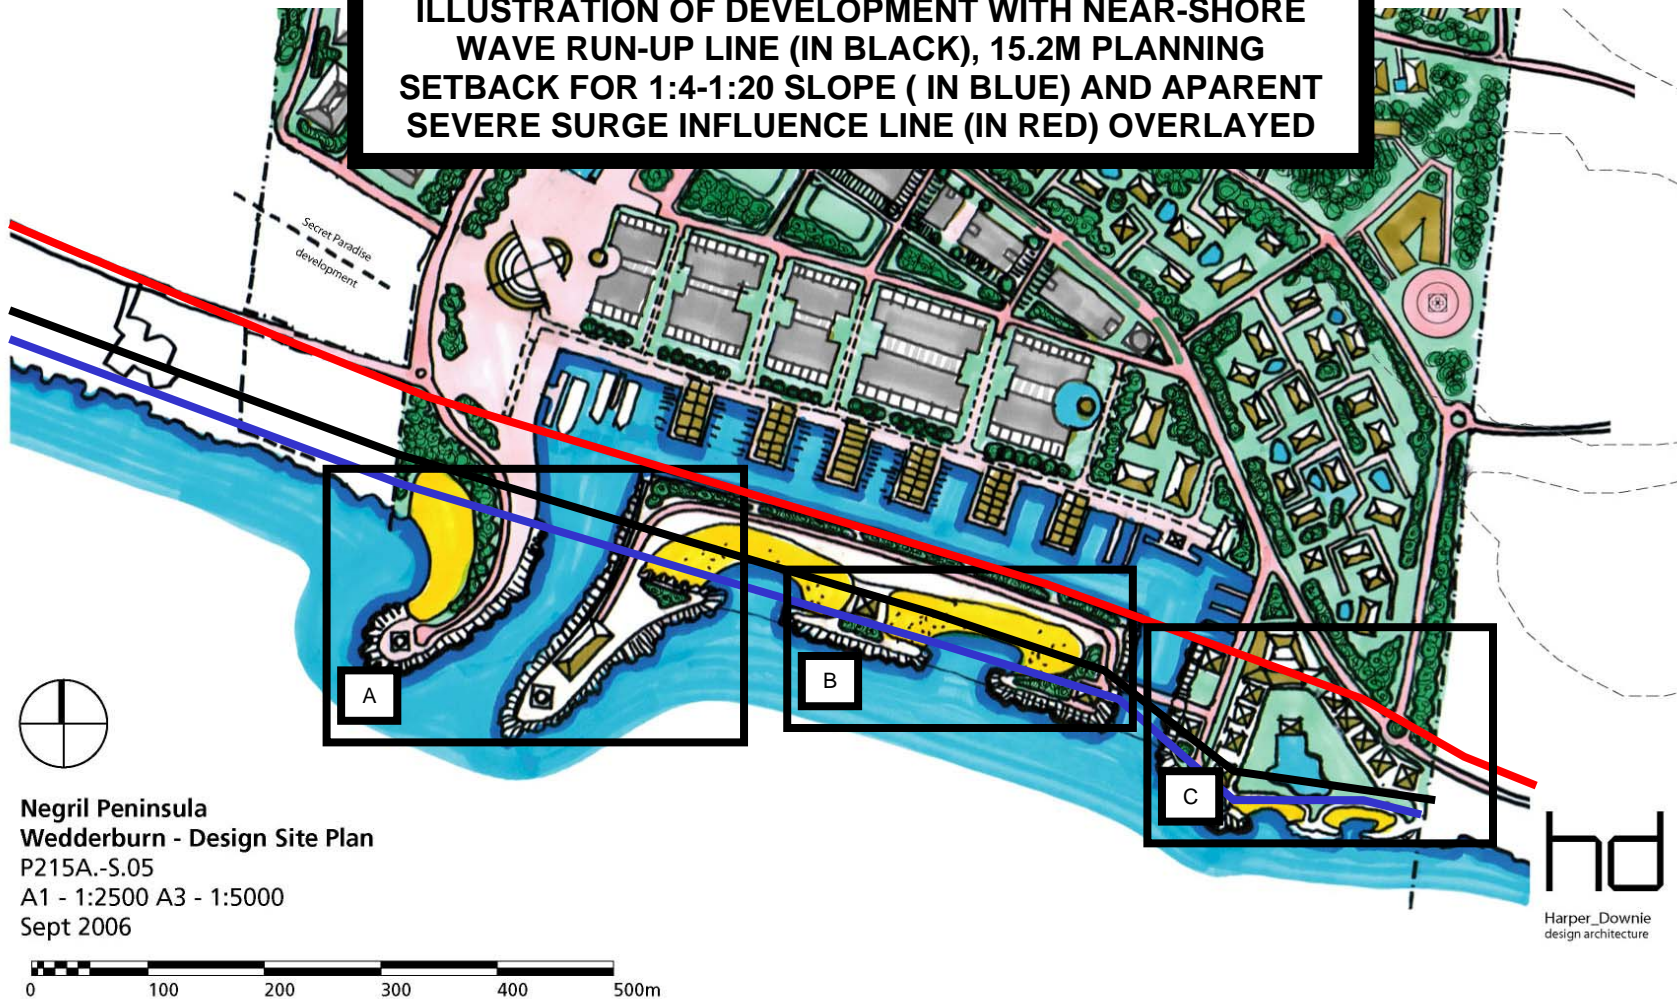 ILLUSTRATION OF DEVELOPMENT WITH NEAR-SHORE
WAVE RUN-UP LINE (IN BLACK), 15.2M PLANNING
SETBACK FOR 1:4-1:20 SLOPE ( IN BLUE) AND APARENT
SEVERE SURGE INFLUENCE LINE (IN RED) OVERLAYED
Secret Paradise
development
A
B
C
Negril Peninsula
Wedderburn - Design Site Plan
P215A.-S.05
A1 - 1:2500 A3 - 1:5000
Sept 2006
0 100 200 300 400 500m
hd
Harper_Downie
design architecture